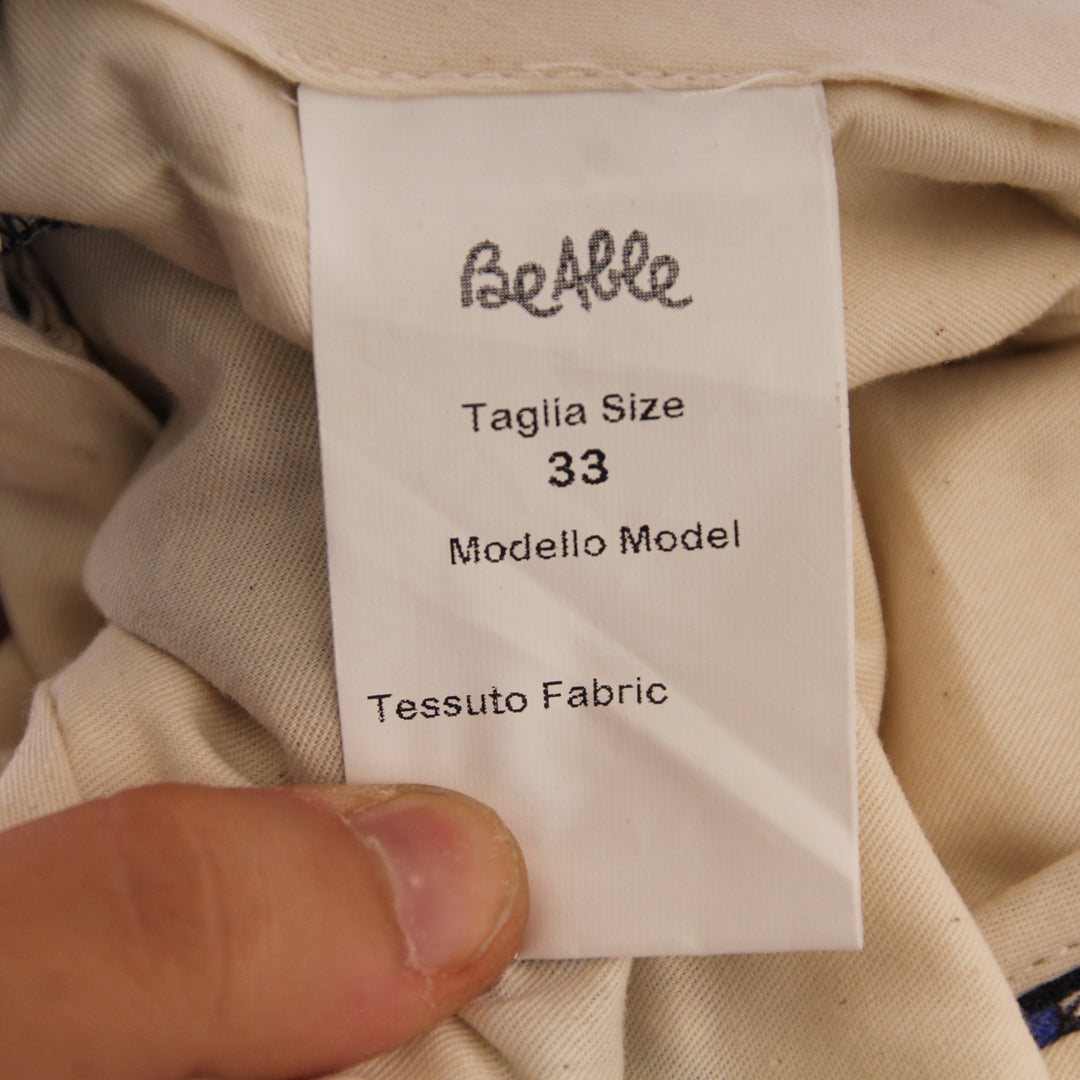 BeAble
Taglia Size
33
Modello Model
Tessuto Fabric